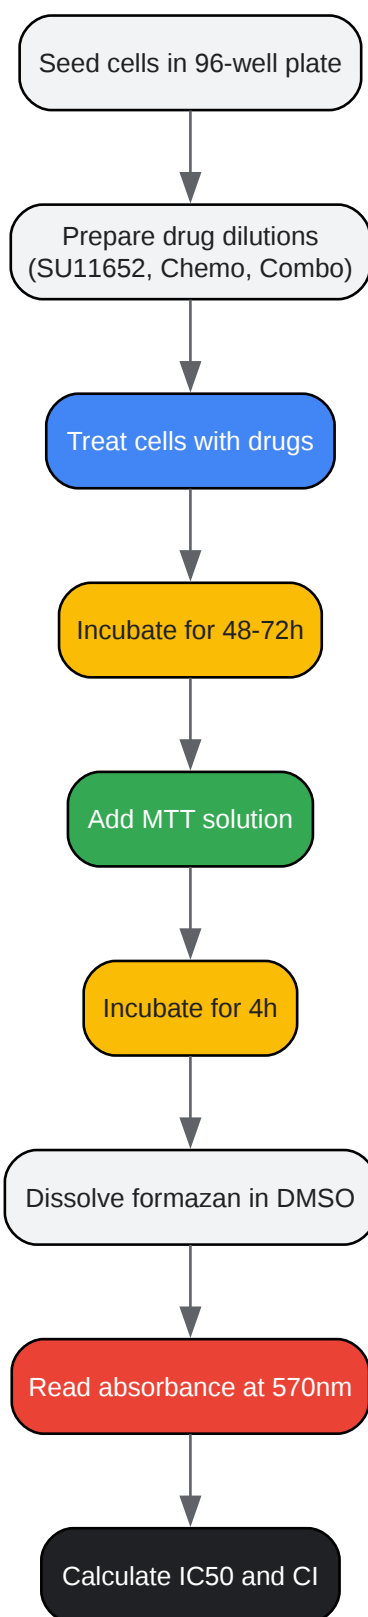 Seed cells in 96-well plate
Prepare drug dilutions
(SU11652, Chemo, Combo)
Treat cells with drugs
Incubate for 48-72h
Add MTT solution
Incubate for 4h
Dissolve formazan in DMSO
Read absorbance at 570nm
Calculate IC50 and CI